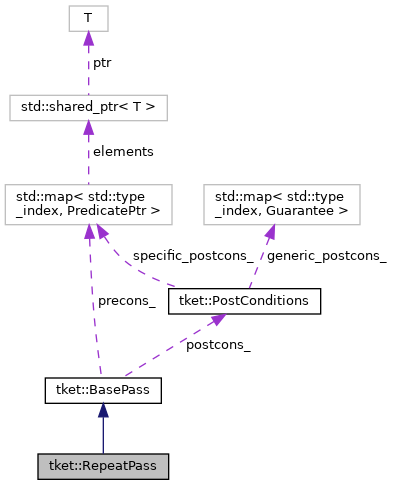 T
ptr
std::shared_ptr< T >
elements
std::map< std::type
_index, PredicatePtr >
std::map< std::type
_index, Guarantee >
specific_postcons_
generic_postcons_
precons_
tket::PostConditions
postcons_
tket::BasePass
tket::RepeatPass